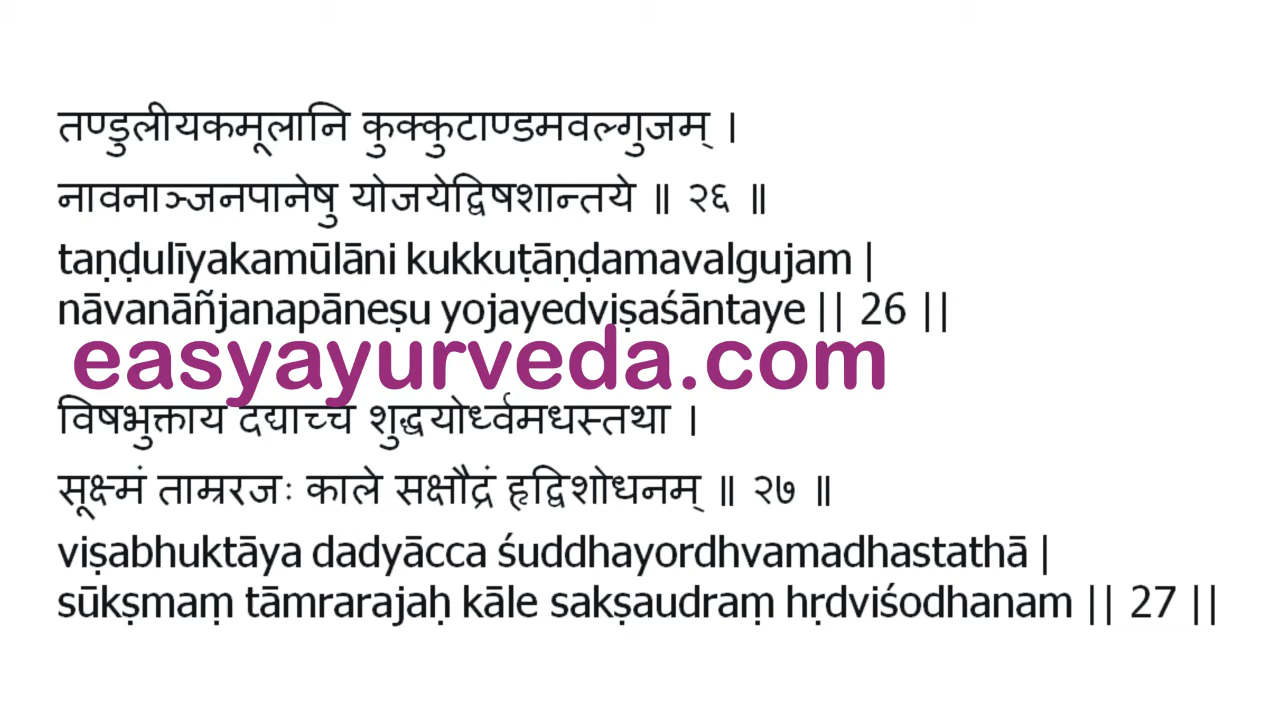 तण्डुलीयकमूलानि कुक्कुटाण्डमवल्गुजम् ।
नावनाञ्जनपानेषु योजयेद्विषशान्तये ॥ २६ ॥
taṇḍulīyakamūlāni kukkuṭāṇḍamavalgujam |
nāvanāñjanapāneṣu yojayedviṣaśāntaye || 26 ||
easyayurveda.com
विषभुक्ताय दद्याच्च शुद्धयोर्ध्वमधस्तथा ।
सूक्ष्मं ताम्ररजः काले सक्षौद्रं हृद्विशोधनम् ॥ २७ ॥
viṣabhuktāya dadyācca śuddhayordhvamadhastathā |
sūkṣmaṃ tāmrarajaḥ kāle sakṣaudraṃ hṛdviśodhanam || 27 ||